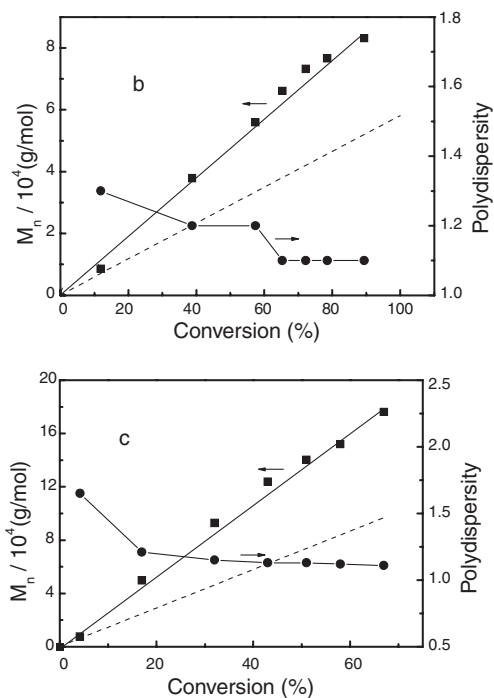 b
M_n / 10^4(g/mol)
8
6
4
2
0
1.8
1.6
1.4
1.2
1.0
Polydispersity
0 20 40 60 80 100
Conversion (%)
c
M_n / 10^4(g/mol)
20
16
12
8
4
0
2.5
2.0
1.5
1.0
0.5
Polydispersity
0 20 40 60
Conversion (%)